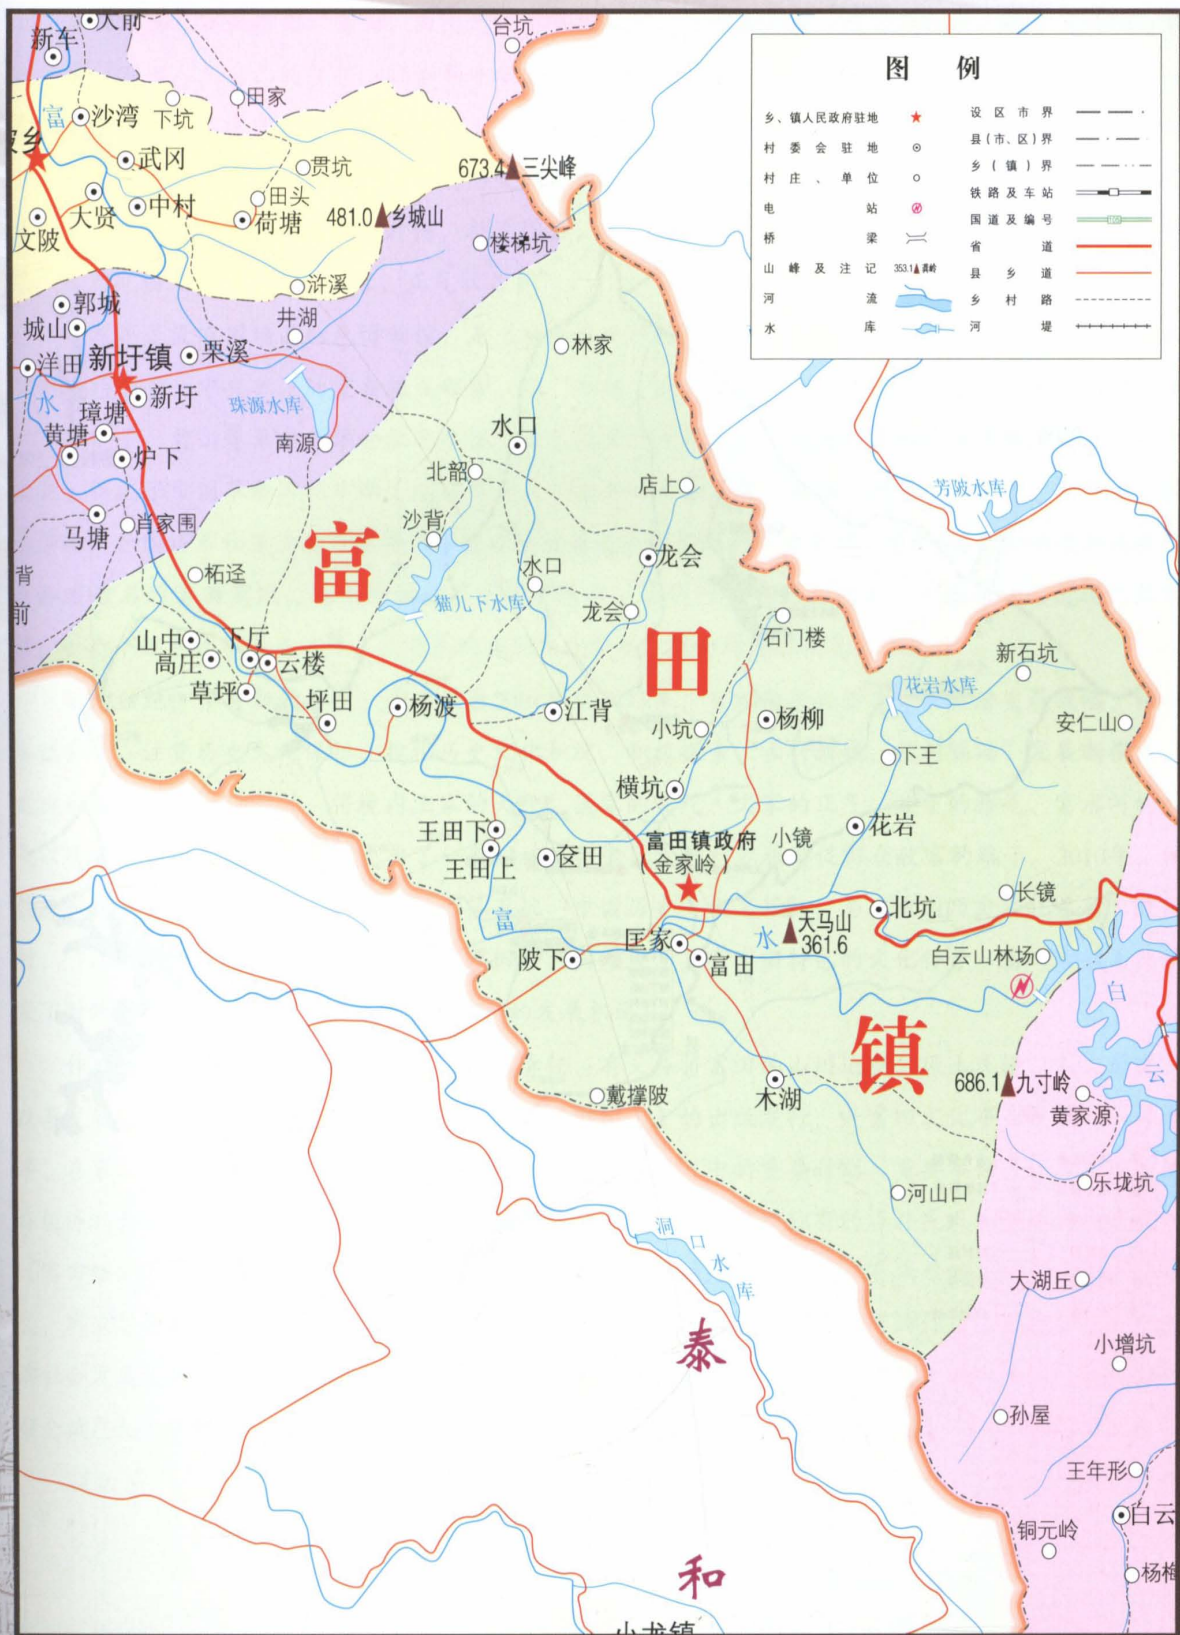 大前
新车
台坑
图 例
乡、镇人民政府驻地
村委会驻地
村庄、单位
电站
桥梁
山峰及注记 353.1
河流
水库
设区市界
县(市、区)界
乡(镇)界
铁路及车站
国道及编号
省道
县乡道
乡村路
河堤
富
沙湾
下坑
田家
乡
武冈
贯坑
673.4 三尖峰
大贤
中村
田头
荷塘
481.0 乡城山
文陂
楼梯坑
浒溪
郭城
城山
井湖
洋田
新圩镇
栗溪
林家
水
新圩
珠源水库
璋塘
黄塘
炉下
南源
水口
北韶
店上
芳陂水库
马塘
肖家围
沙背
富
背
柘迳
水口
龙会
前
猫儿下水库
龙会
石门楼
田
山中
下厅
高庄
云楼
新石坑
草坪
坪田
杨渡
江背
花岩水库
小坑
杨柳
安仁山
下王
横坑
王田下
富田镇政府
小镜
花岩
王田上
奁田
(金家岭)
长镜
北坑
富
水
天马山
361.6
匡家
陂下
富田
白云山林场
白
镇
云
戴撑陂
木湖
686.1 九寸岭
黄家源
河山口
乐垅坑
洞口水库
大湖丘
泰
小增坑
孙屋
王年形
白云
铜元岭
杨梅
和
小龙镇